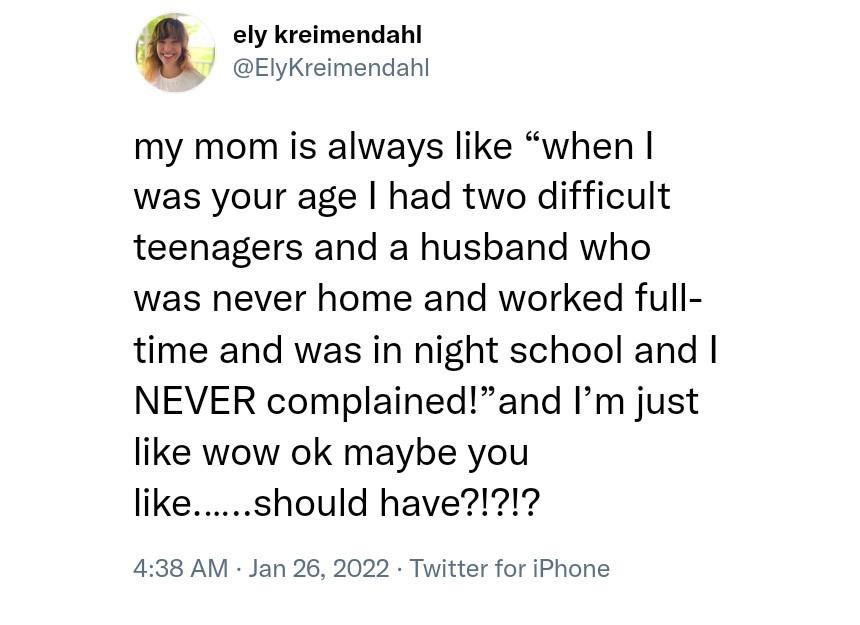 ely kreimendahl
@ElyKreimendahl
my mom is always like “when I
was your age I had two difficult
teenagers and a husband who
was never home and worked full-
time and was in night school and I
NEVER complained!”and I’m just
like wow ok maybe you
like......should have?!?!?
4:38 AM · Jan 26, 2022 · Twitter for iPhone